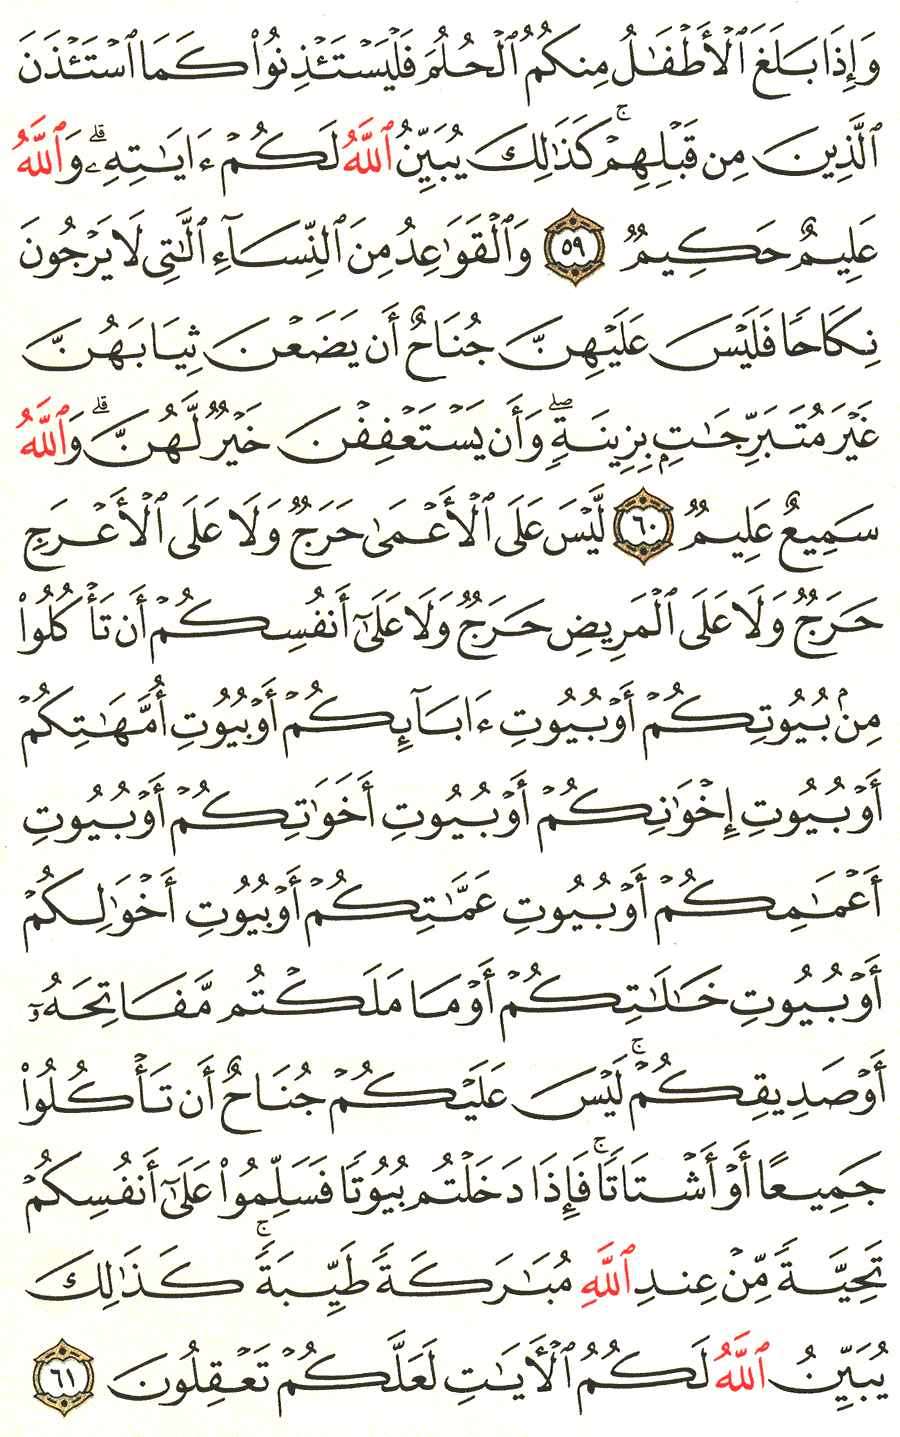 وَإِذَا بَلَغَ ٱلْأَطْفَـٰلُ مِنكُمُ ٱلْحُلُمَ فَلْيَسْتَـْٔذِنُوا۟ كَمَا ٱسْتَـْٔذَنَ
ٱلَّذِينَ مِن قَبْلِهِمْ ۚ كَذَٰلِكَ يُبَيِّنُ ٱللَّهُ لَكُمْ ءَايَـٰتِهِۦ ۗ وَٱللَّهُ
عَلِيمٌ حَكِيمٌ ٥٩ وَٱلْقَوَٰعِدُ مِنَ ٱلنِّسَآءِ ٱلَّـٰتِى لَا يَرْجُونَ
نِكَاحًا فَلَيْسَ عَلَيْهِنَّ جُنَاحٌ أَن يَضَعْنَ ثِيَابَهُنَّ
غَيْرَ مُتَبَرِّجَـٰتٍۭ بِزِينَةٍ ۖ وَأَن يَسْتَعْفِفْنَ خَيْرٌ لَّهُنَّ ۗ وَٱللَّهُ
سَمِيعٌ عَلِيمٌ ٦٠ لَّيْسَ عَلَى ٱلْأَعْمَىٰ حَرَجٌ وَلَا عَلَى ٱلْأَعْرَجِ
حَرَجٌ وَلَا عَلَى ٱلْمَرِيضِ حَرَجٌ وَلَا عَلَىٰٓ أَنفُسِكُمْ أَن تَأْكُلُوا۟
مِنۢ بُيُوتِكُمْ أَوْ بُيُوتِ ءَابَآئِكُمْ أَوْ بُيُوتِ أُمَّهَـٰتِكُمْ
أَوْ بُيُوتِ إِخْوَٰنِكُمْ أَوْ بُيُوتِ أَخَوَٰتِكُمْ أَوْ بُيُوتِ
أَعْمَـٰمِكُمْ أَوْ بُيُوتِ عَمَّـٰتِكُمْ أَوْ بُيُوتِ أَخْوَٰلِكُمْ
أَوْ بُيُوتِ خَـٰلَـٰتِكُمْ أَوْ مَا مَلَكْتُم مَّفَاتِحَهُۥٓ
أَوْ صَدِيقِكُمْ ۚ لَيْسَ عَلَيْكُمْ جُنَاحٌ أَن تَأْكُلُوا۟
جَمِيعًا أَوْ أَشْتَاتًا ۚ فَإِذَا دَخَلْتُم بُيُوتًا فَسَلِّمُوا۟ عَلَىٰٓ أَنفُسِكُمْ
تَحِيَّةً مِّنْ عِندِ ٱللَّهِ مُبَـٰرَكَةً طَيِّبَةً ۚ كَذَٰلِكَ
يُبَيِّنُ ٱللَّهُ لَكُمُ ٱلْـَٔايَـٰتِ لَعَلَّكُمْ تَعْقِلُونَ ٦١